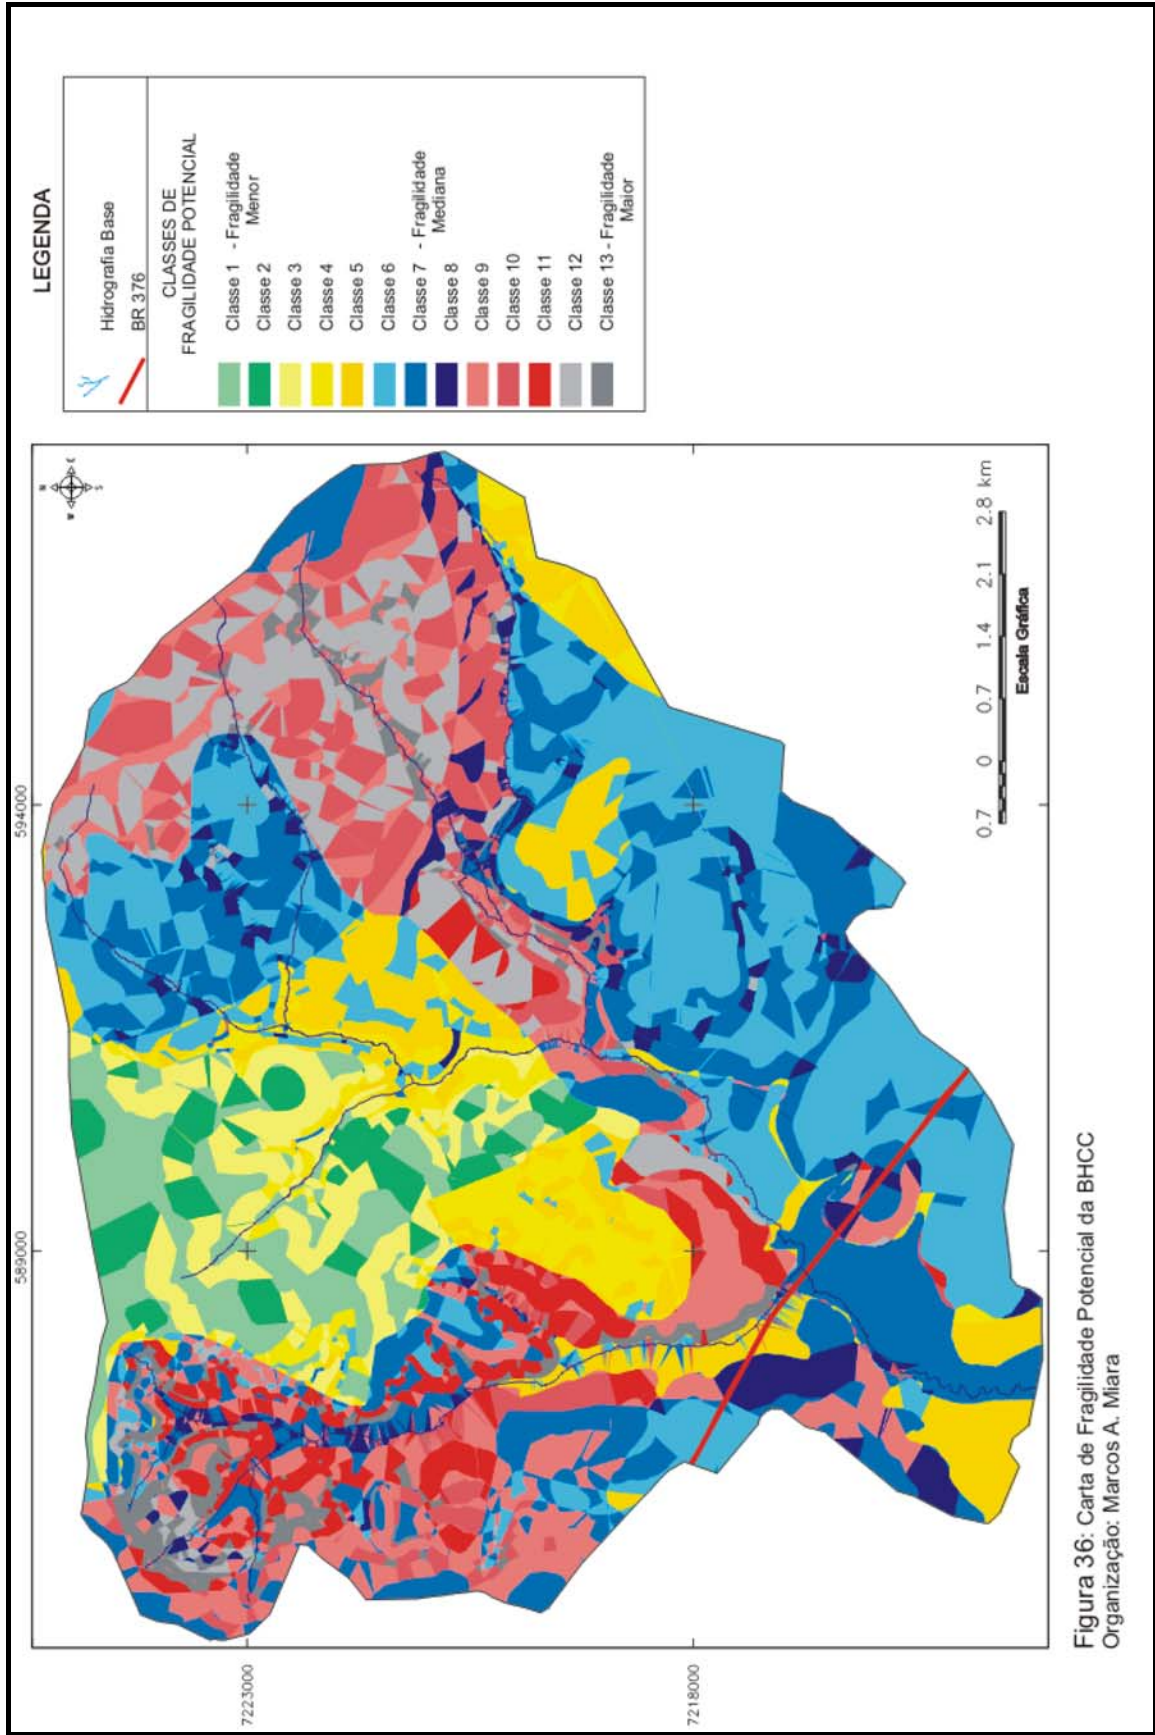 LEGENDA
Hidrografia Base
BR 376
CLASSES DE
FRAGILIDADE POTENCIAL
Classe 1 - Fragilidade
Menor
Classe 2
Classe 3
Classe 4
Classe 5
Classe 6
Classe 7 - Fragilidade
Mediana
Classe 8
Classe 9
Classe 10
Classe 11
Classe 12
Classe 13 - Fragilidade
Maior
589000
594000
7223000
7218000
N
S
0.7 0 0.7 1.4 2.1 2.8 km
Escala Gráfica
Figura 36: Carta de Fragilidade Potencial da BHCC
Organização: Marcos A. Miara